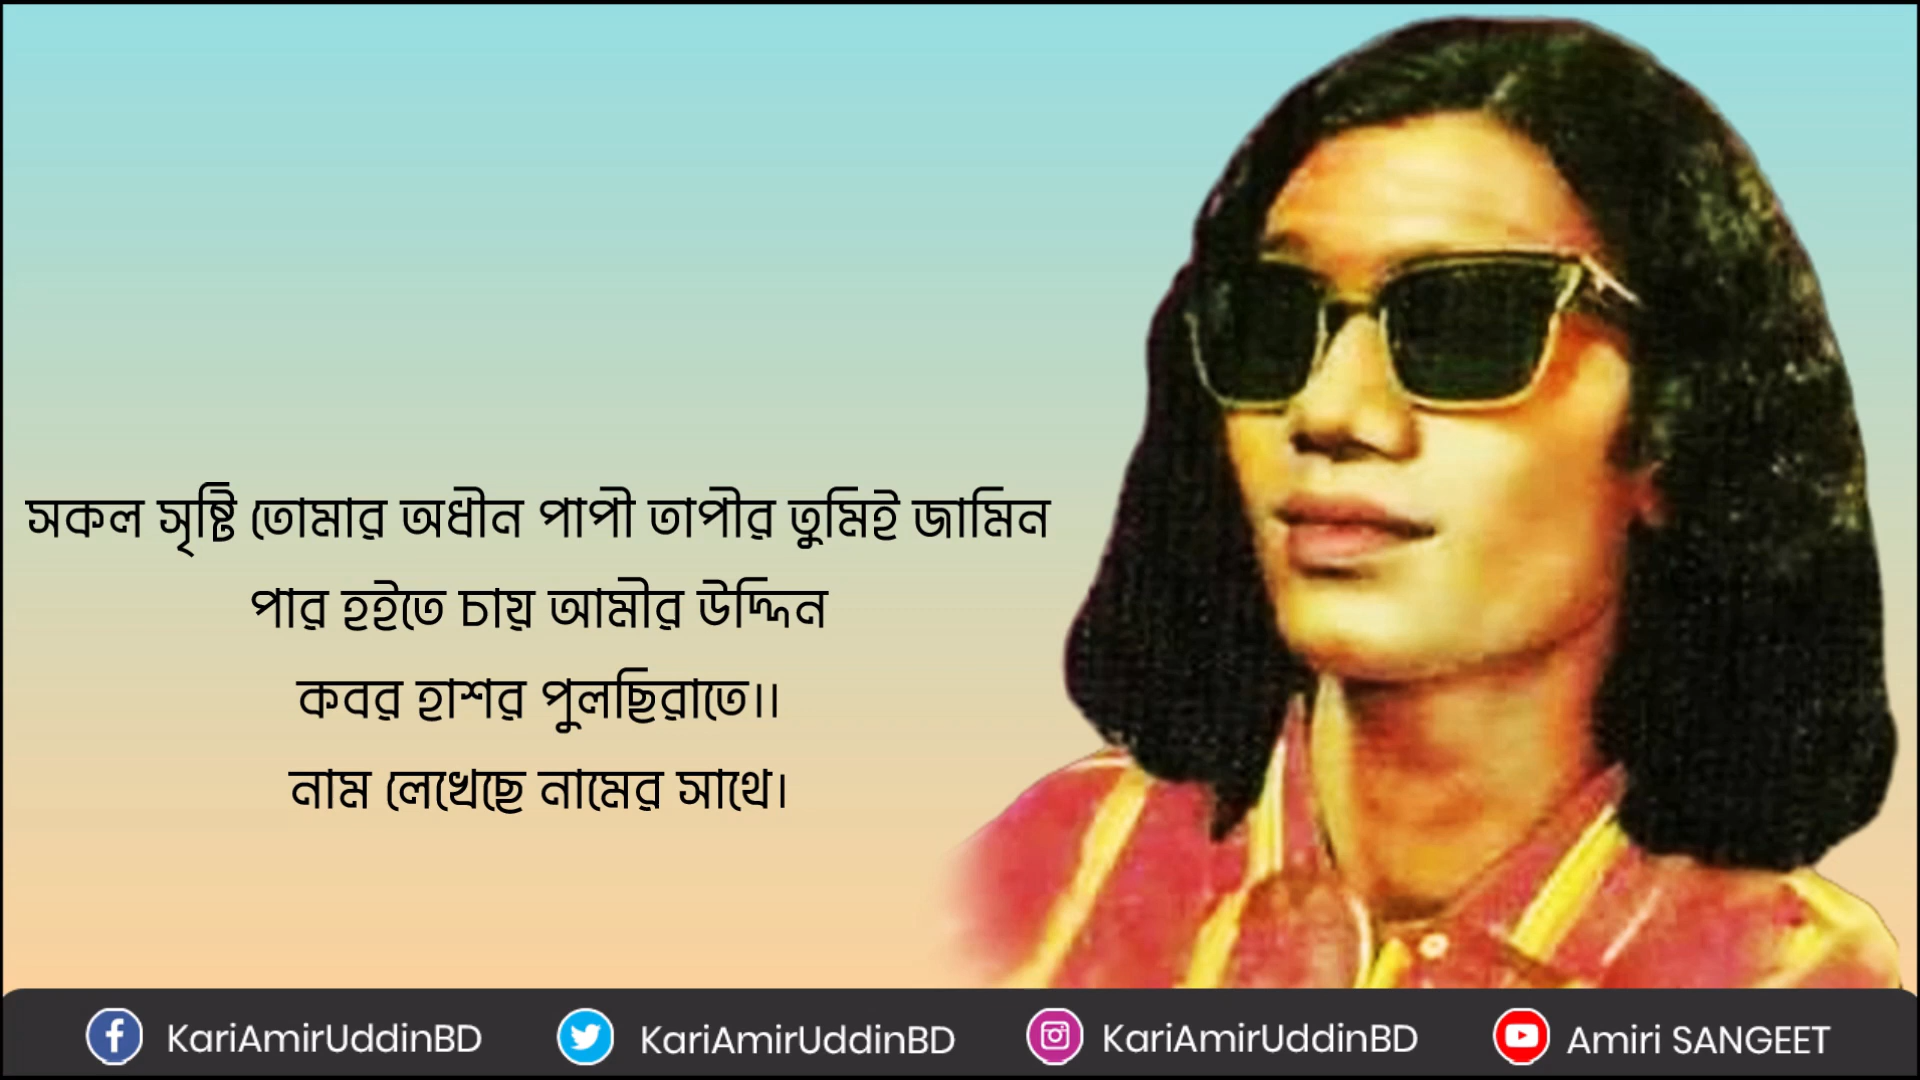 সকল সৃষ্টি তোমার অধীন পাপী তাপীর তুমিই জামিন
পার হইতে চায় আমীর উদ্দিন
কবর হাশর পুলছিরাতে।।
নাম লেখেছে নামের সাথে।
KariAmirUddinBD KariAmirUddinBD KariAmirUddinBD Amiri SANGEET